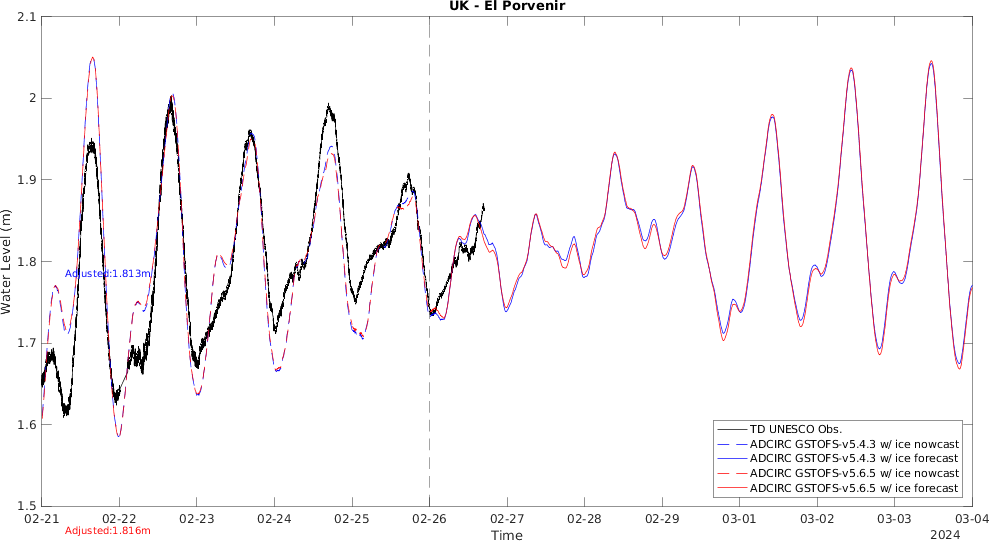 UK - El Porvenir
2.1
2
1.9
1.8
1.7
1.6
1.5
Water Level (m)
Adjusted:1.813m
Adjusted:1.816m
TD UNESCO Obs.
ADCIRC GSTOFS-v5.4.3 w/ ice nowcast
ADCIRC GSTOFS-v5.4.3 w/ ice forecast
ADCIRC GSTOFS-v5.6.5 w/ ice nowcast
ADCIRC GSTOFS-v5.6.5 w/ ice forecast
02-21 02-22 02-23 02-24 02-25 02-26 02-27 02-28 02-29 03-01 03-02 03-03 03-04
Time
2024